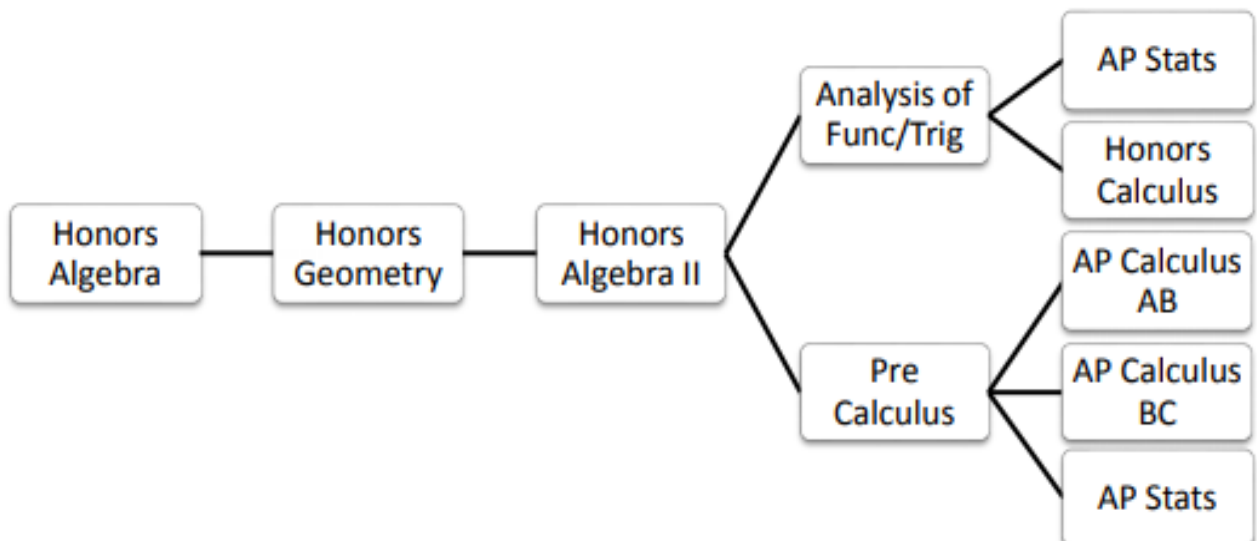 Honors
Algebra
Honors
Geometry
Honors
Algebra II
Analysis of
Func/Trig
Pre
Calculus
AP Stats
Honors
Calculus
AP Calculus
AB
AP Calculus
BC
AP Stats